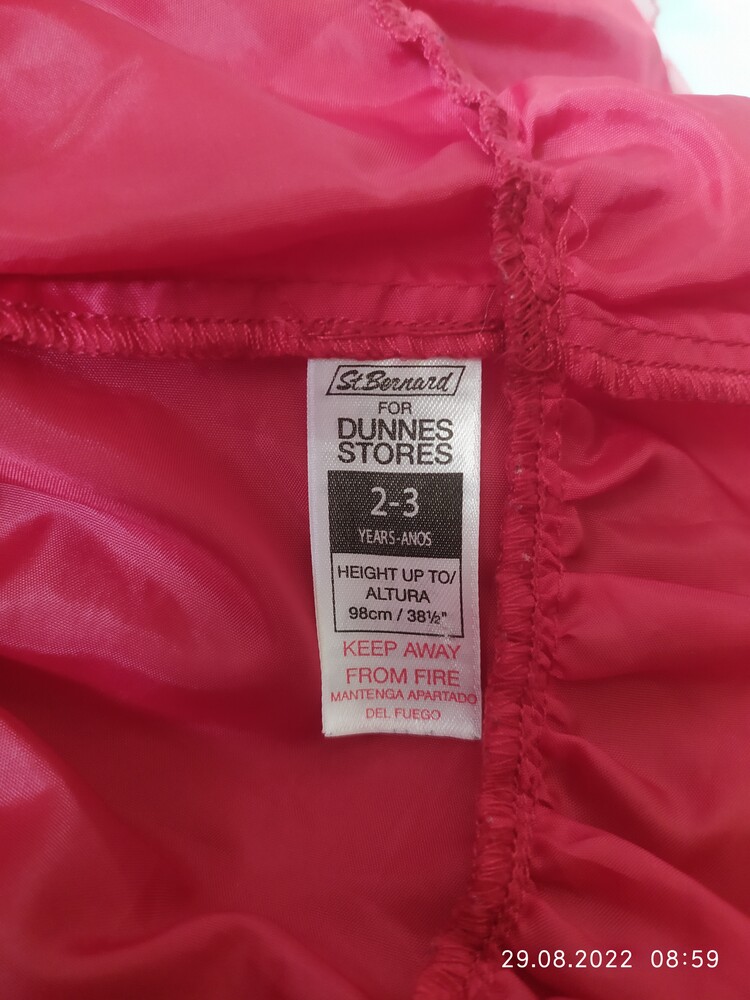 St.Bernard
FOR
DUNNES
STORES
2-3
YEARS-ANOS
HEIGHT UP TO/
ALTURA
98cm / 38½"
KEEP AWAY
FROM FIRE
MANTENGA APARTADO
DEL FUEGO
29.08.2022 08:59